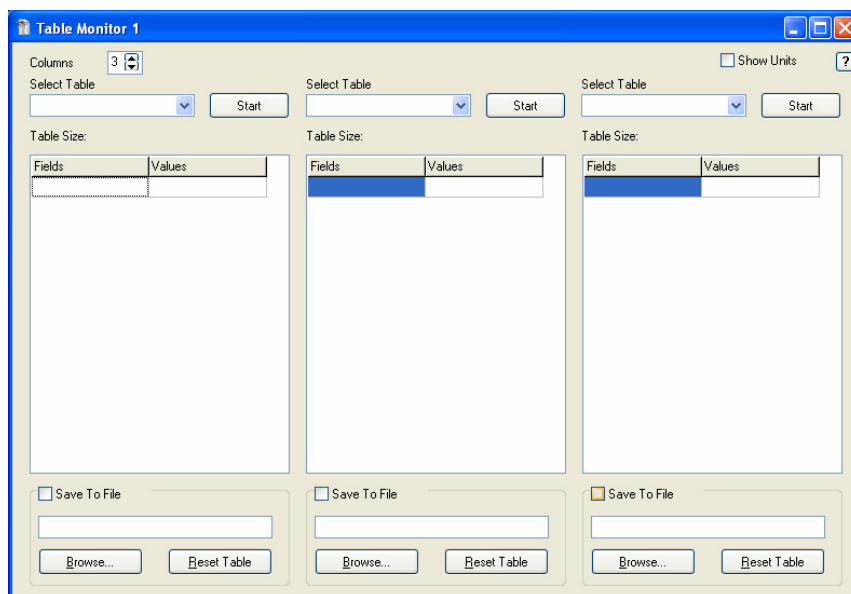 Table Monitor 1
Columns 3 Show Units ?
Select Table Select Table Select Table
Start Start Start
Table Size: Table Size: Table Size:
Fields Values Fields Values Fields Values
Save To File Save To File Save To File
Browse... Reset Table Browse... Reset Table Browse... Reset Table